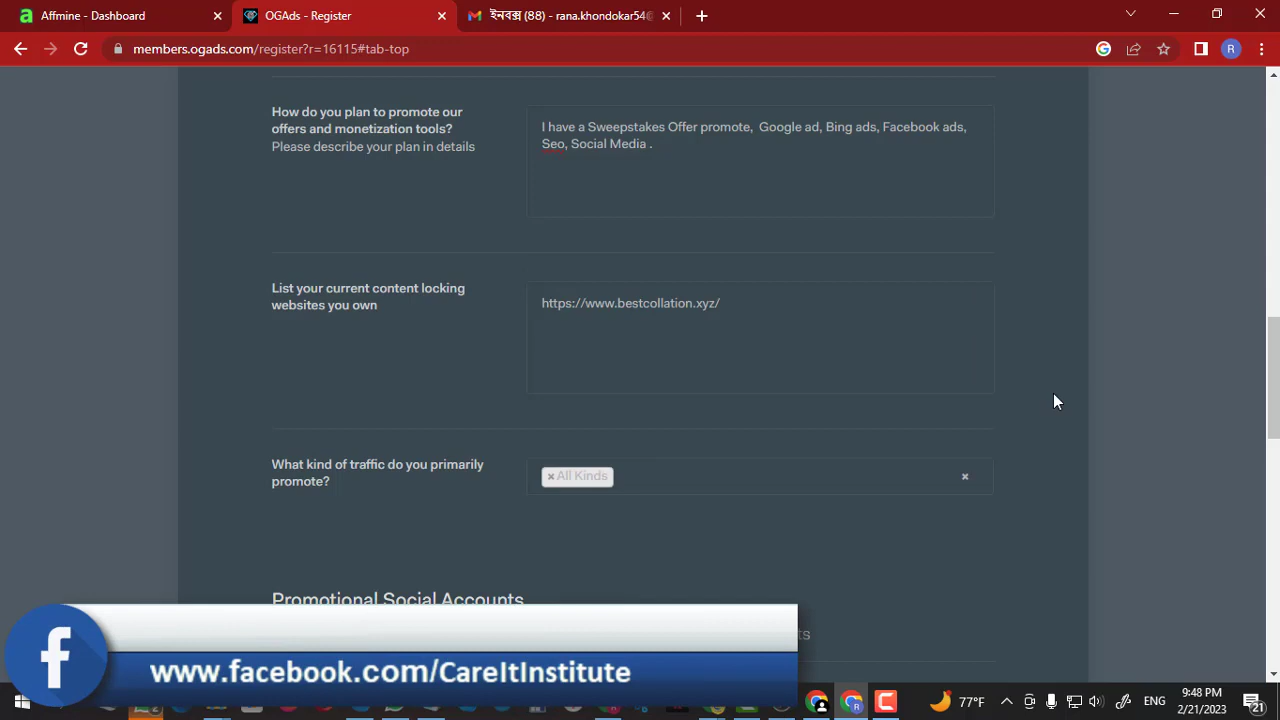 Affmine - Dashboard
OGAds - Register
ইনবক্স (88) - rana.khondokar54@
members.ogads.com/register?r=16115#tab-top
R
How do you plan to promote our
offers and monetization tools?
Please describe your plan in details
I have a Sweepstakes Offer promote,  Google ad, Bing ads, Facebook ads,
Seo, Social Media .
List your current content locking
websites you own
https://www.bestcollation.xyz/
What kind of traffic do you primarily
promote?
All Kinds
Promotional Social Accounts
ts
www.facebook.com/CareItInstitute
77°F
ENG
9:48 PM
2/21/2023
21